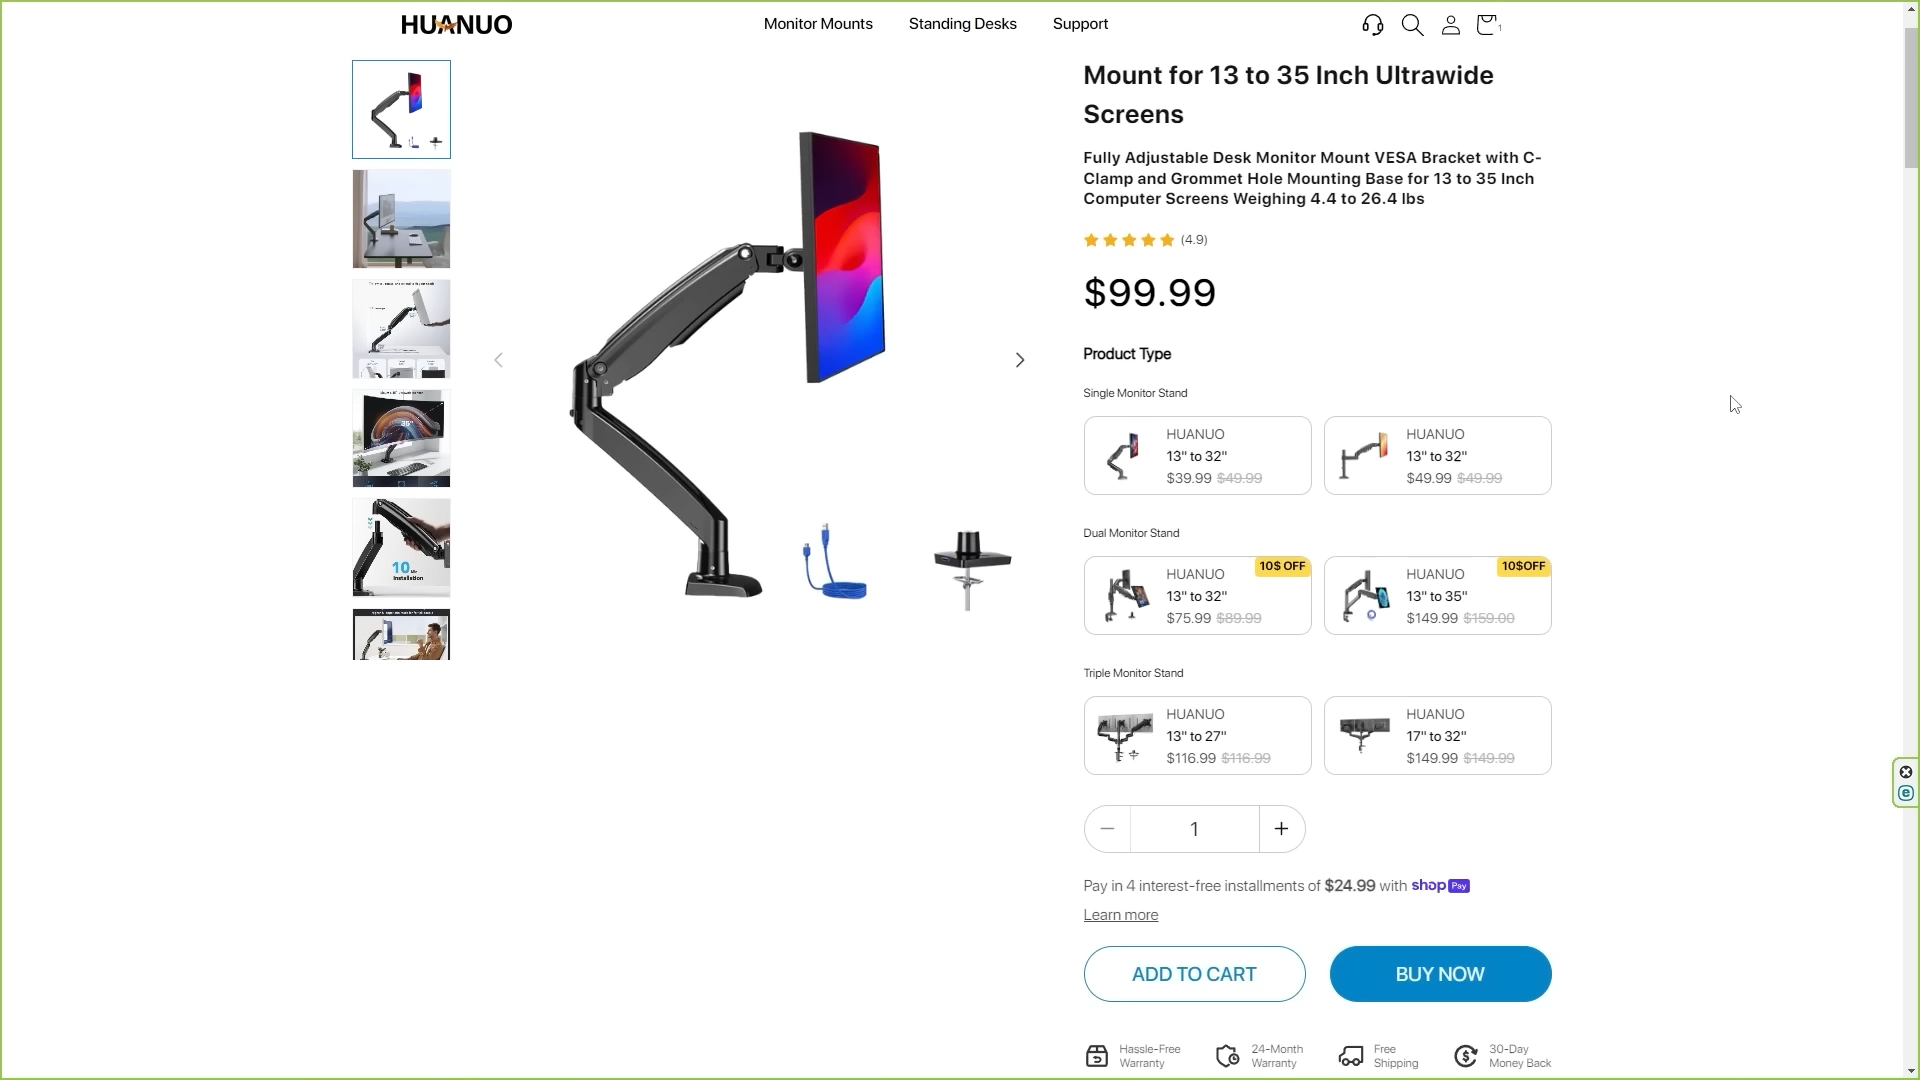 HUANUO
Monitor Mounts
Standing Desks
Support
1
Mount for 13 to 35 Inch Ultrawide
Screens
Fully Adjustable Desk Monitor Mount VESA Bracket with C-
Clamp and Grommet Hole Mounting Base for 13 to 35 Inch
Computer Screens Weighing 4.4 to 26.4 lbs
(4.9)
$99.99
Product Type
Single Monitor Stand
HUANUO
13" to 32"
$39.99 $49.99
HUANUO
13" to 32"
$49.99 $49.99
Dual Monitor Stand
10$ OFF
HUANUO
13" to 32"
$75.99 $89.99
10$OFF
HUANUO
13" to 35"
$149.99 $159.00
Triple Monitor Stand
HUANUO
13" to 27"
$116.99 $116.99
HUANUO
17" to 32"
$149.99 $149.99
1
Pay in 4 interest-free installments of $24.99 with shop Pay
Learn more
ADD TO CART
BUY NOW
Hassle-Free
Warranty
24-Month
Warranty
Free
Shipping
30-Day
Money Back
10
Installation